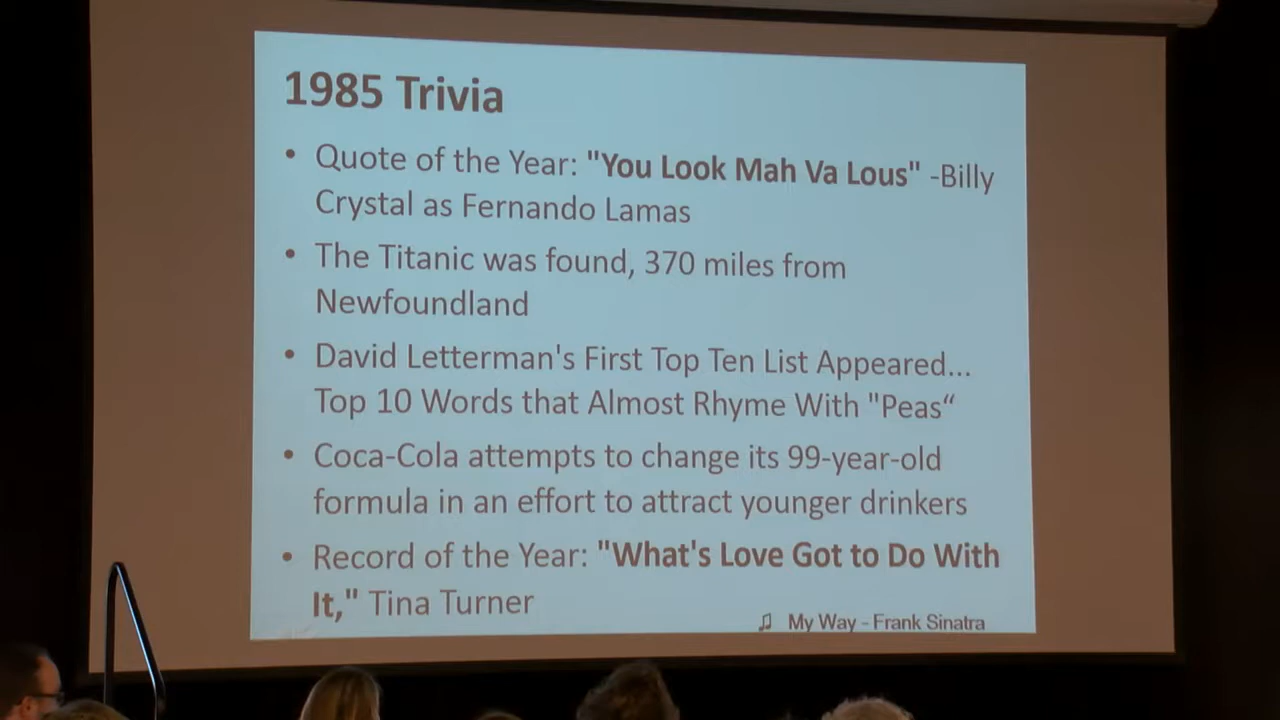 1985 Trivia
• Quote of the Year: "You Look Mah Va Lous" -Billy
Crystal as Fernando Lamas
• The Titanic was found, 370 miles from
Newfoundland
• David Letterman's First Top Ten List Appeared...
Top 10 Words that Almost Rhyme With "Peas“
• Coca-Cola attempts to change its 99-year-old
formula in an effort to attract younger drinkers
• Record of the Year: "What's Love Got to Do With
It," Tina Turner
♫ My Way - Frank Sinatra